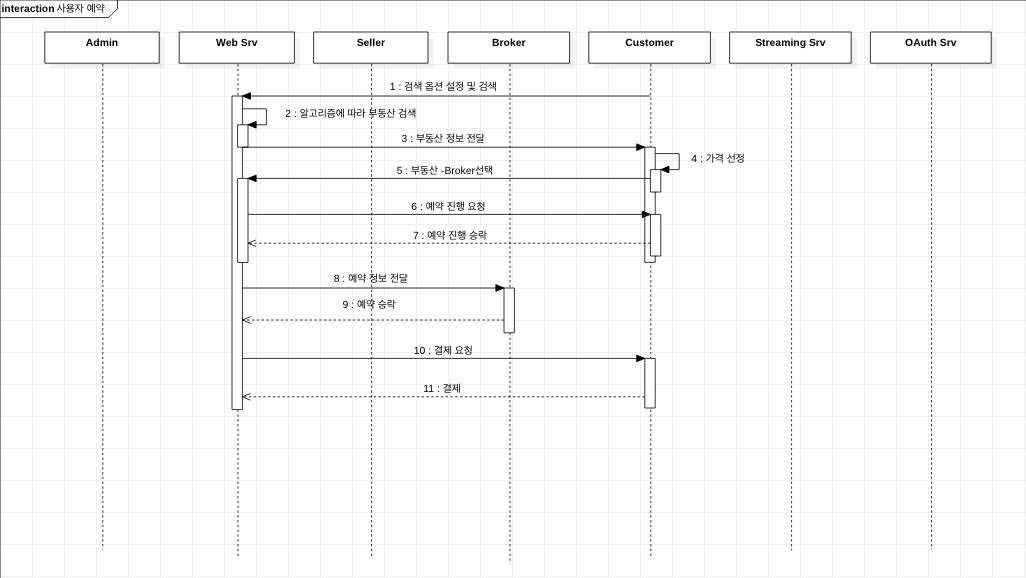 interaction 사용자 예약
Admin
Web Srv
Seller
Broker
Customer
Streaming Srv
OAuth Srv
1 : 검색 옵션 설정 및 검색
2 : 알고리즘에 따라 부동산 검색
3 : 부동산 정보 전달
4 : 가격 선정
5 : 부동산 -Broker선택
6 : 예약 진행 요청
7 : 예약 진행 승락
8 : 예약 정보 전달
9 : 예약 승락
10 : 결제 요청
11 : 결제